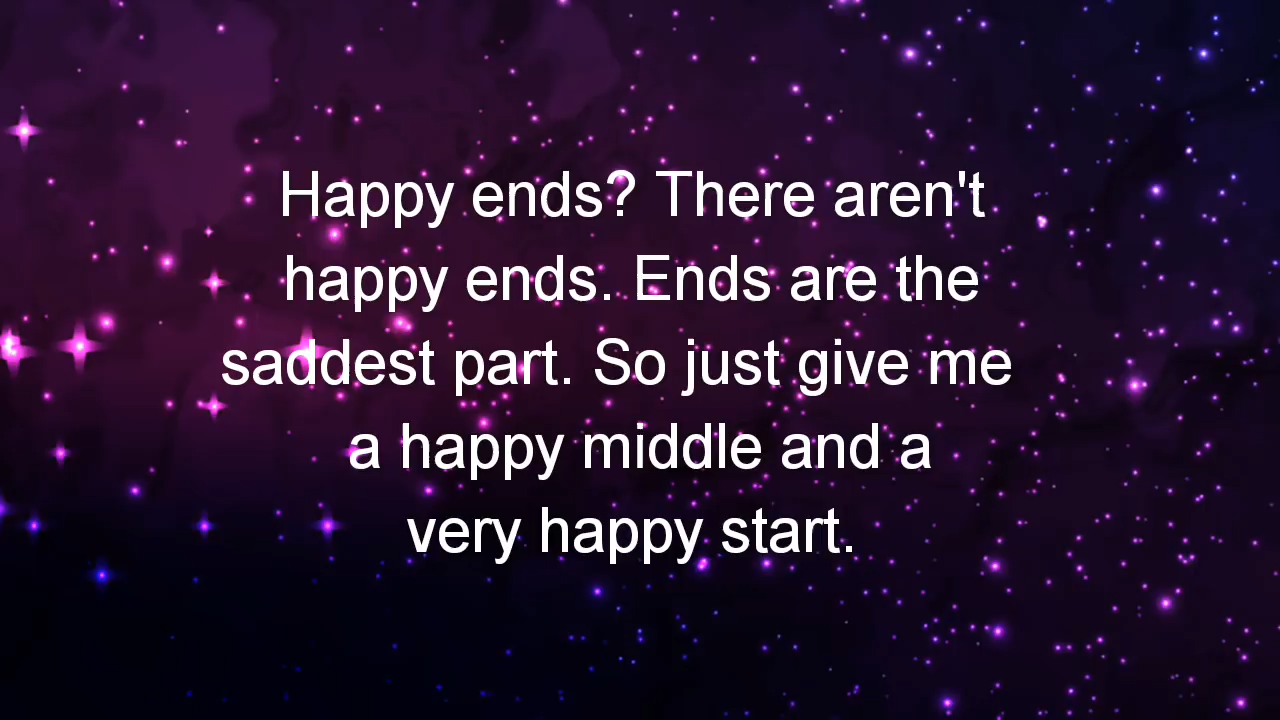 Happy ends? There aren't
happy ends. Ends are the
saddest part. So just give me
a happy middle and a
very happy start.